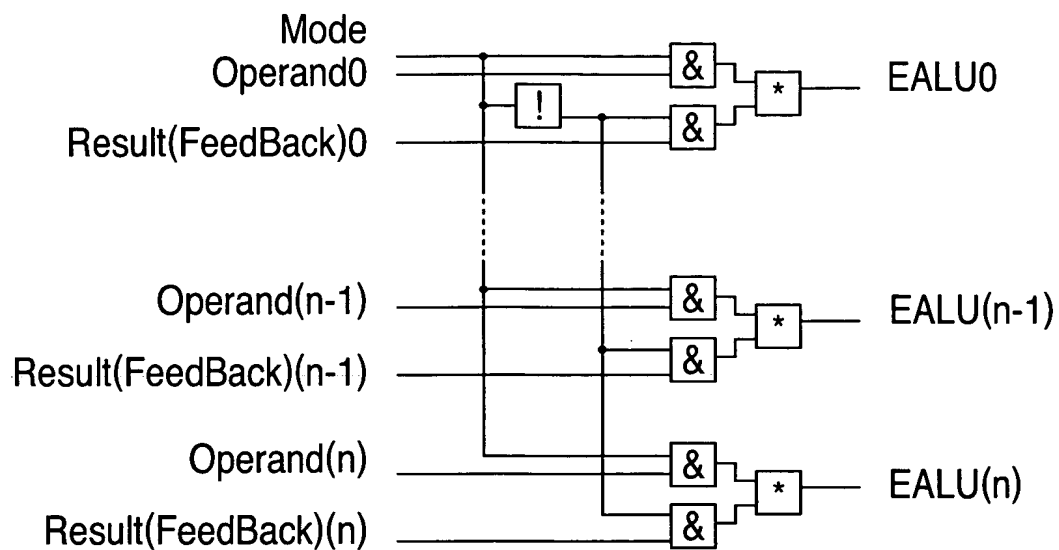 Mode
Operand0
&
EALU0
*
!
&
Result(FeedBack)0
Operand(n-1)
&
EALU(n-1)
*
&
Result(FeedBack)(n-1)
Operand(n)
&
EALU(n)
*
&
Result(FeedBack)(n)